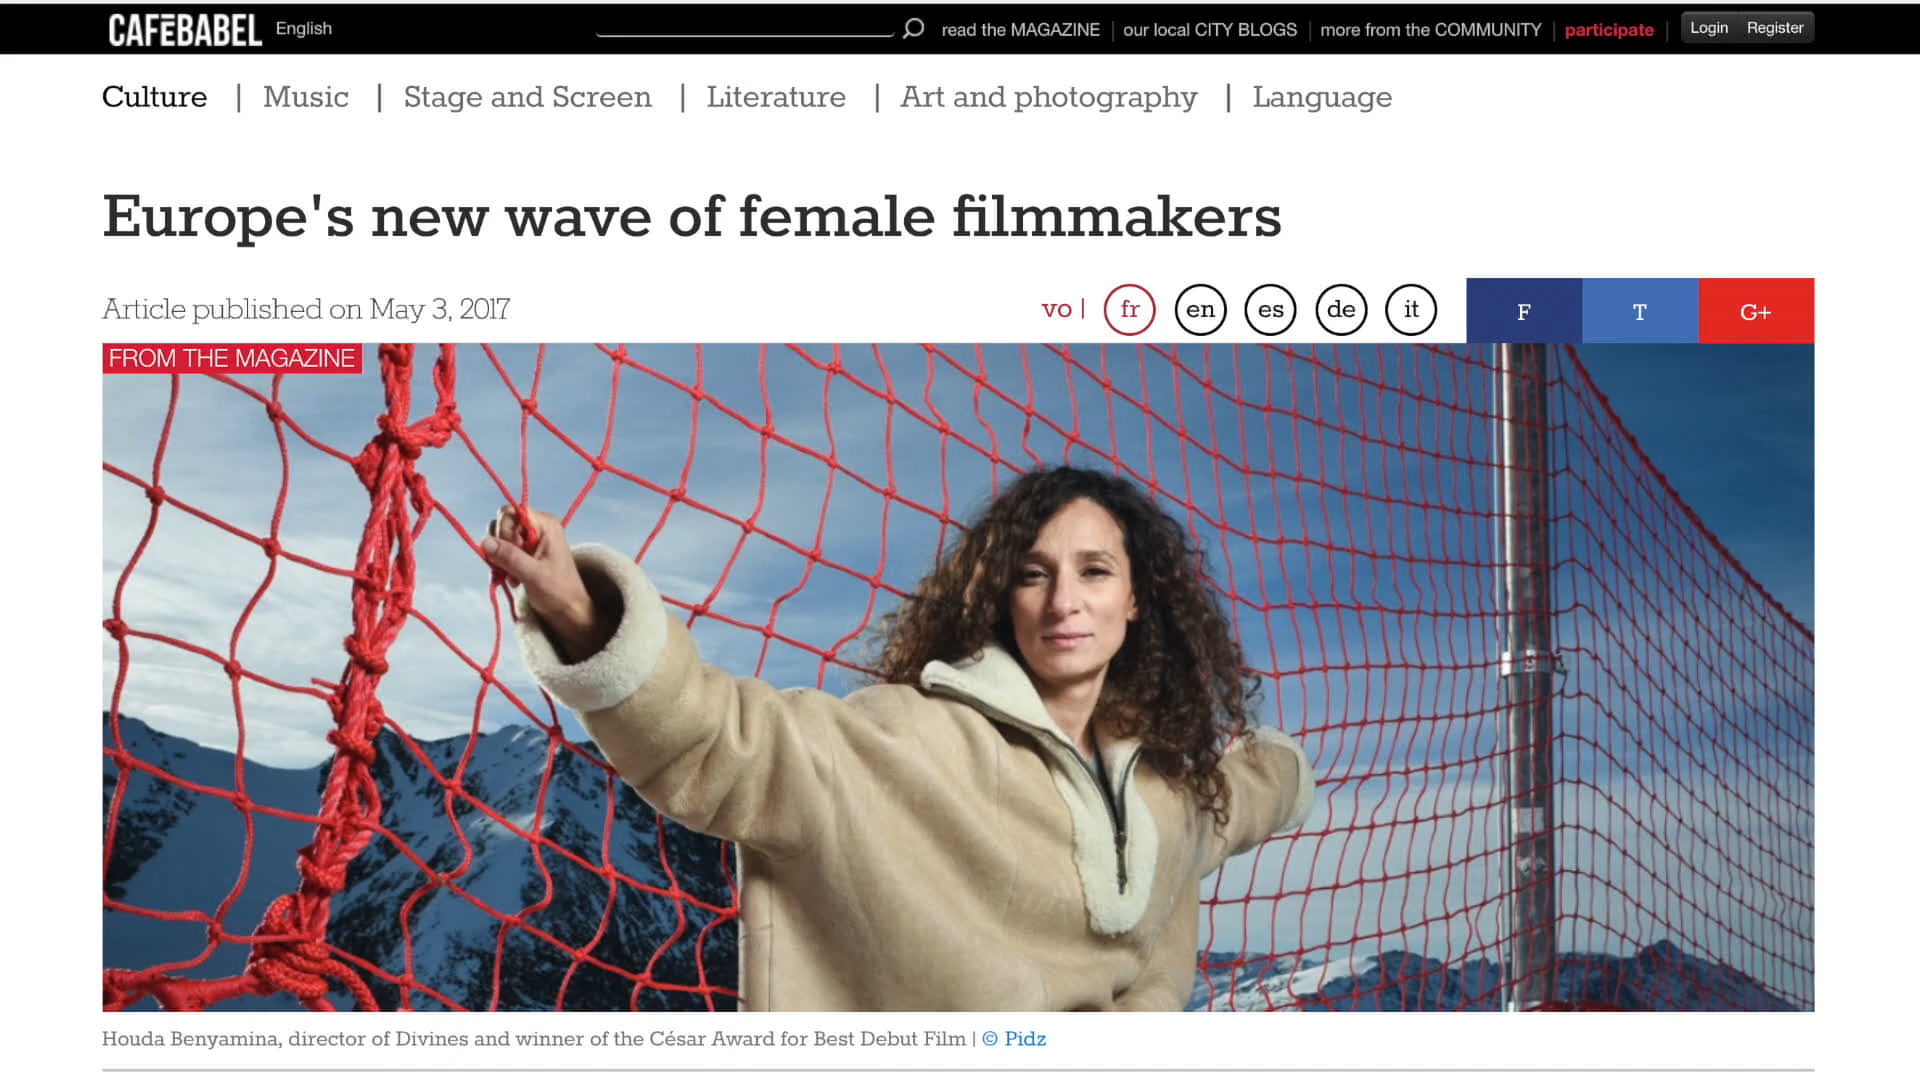 CAFĒBABEL English read the MAGAZINE | our local CITY BLOGS | more from the COMMUNITY | participate | Login Register
Culture | Music | Stage and Screen | Literature | Art and photography | Language
Europe's new wave of female filmmakers
Article published on May 3, 2017 vo | fr en es de it F T G+
FROM THE MAGAZINE
Houda Benyamina, director of Divines and winner of the César Award for Best Debut Film | © Pidz